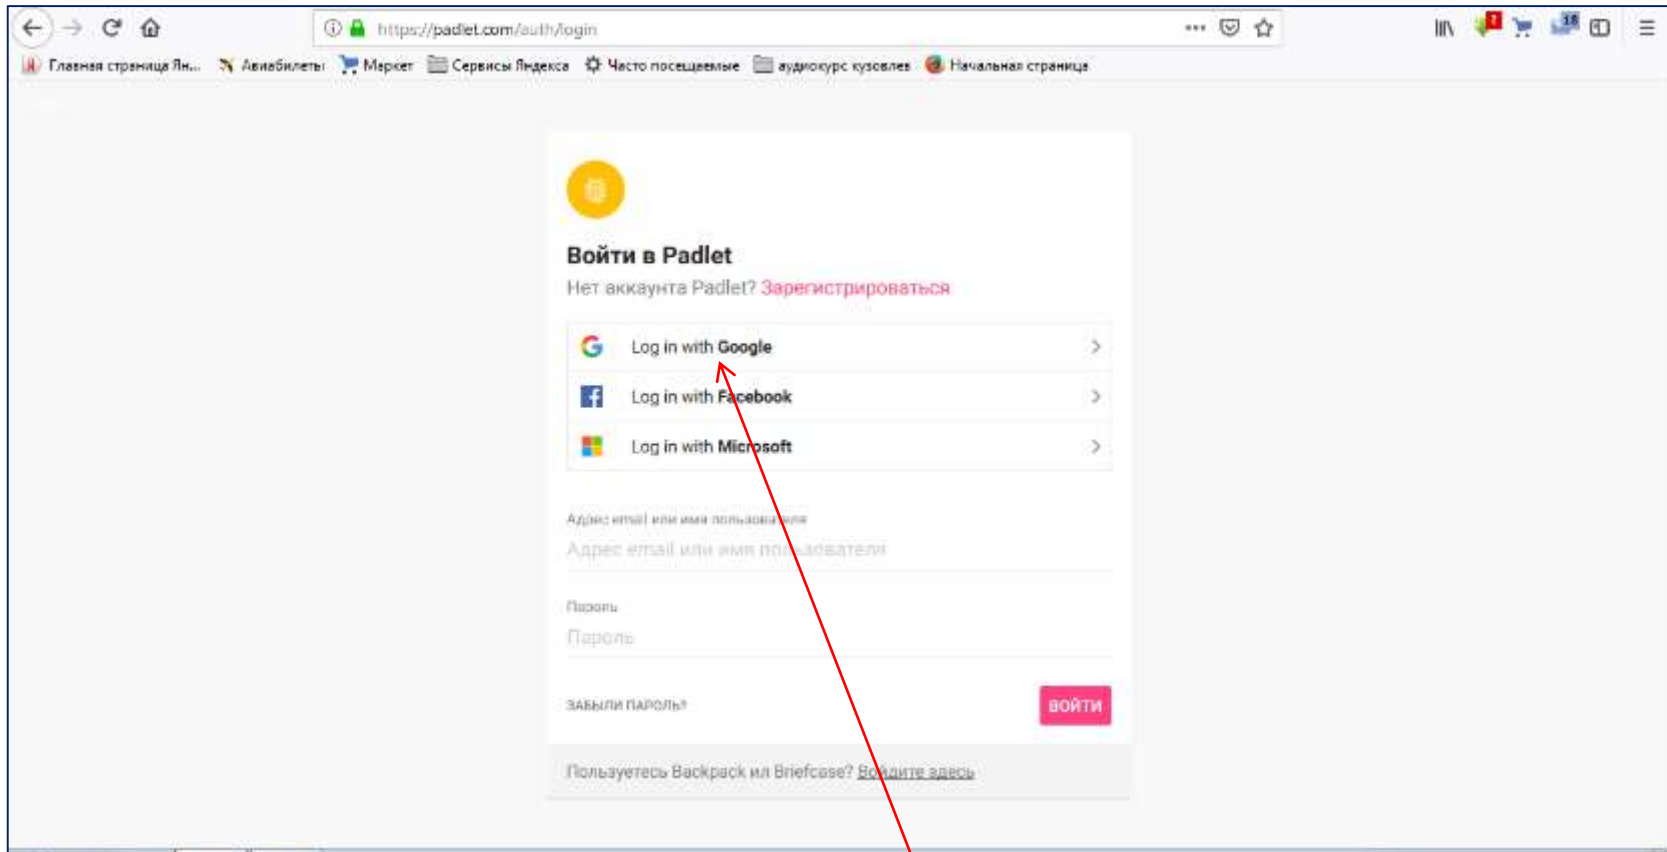 https://padlet.com/auth/login
18
Главная страница Ян... Авиабилеты Маркет Сервисы Яндекса Часто посещаемые аудиокурс кузовлев Начальная страница
Войти в Padlet
Нет аккаунта Padlet? Зарегистрироваться
Log in with Google
Log in with Facebook
Log in with Microsoft
Адрес email или имя пользователя
Адрес email или имя пользователя
Пароль
Пароль
ЗАБЫЛИ ПАРОЛЬ?
ВОЙТИ
Пользуетесь Backpack ил Briefcase? Войдите здесь